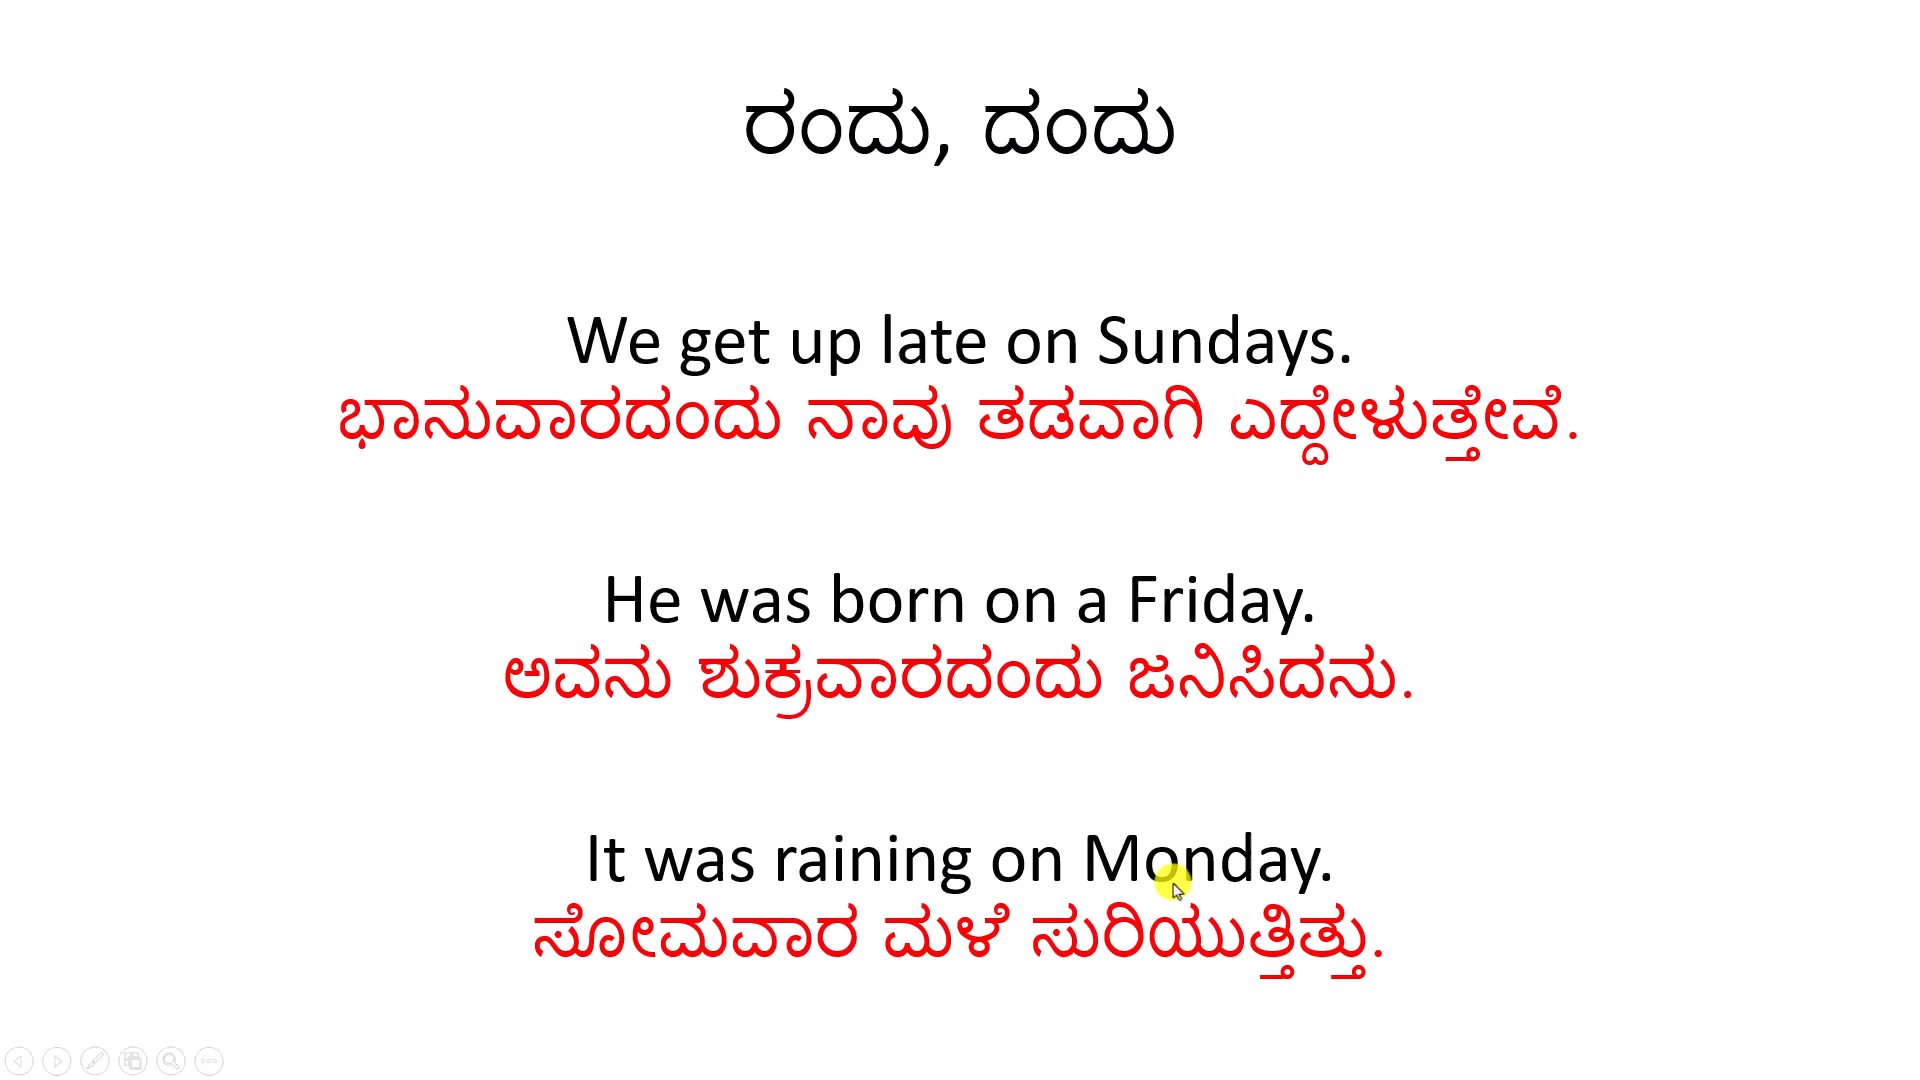 ರಂದು, ದಂದು
We get up late on Sundays.
ಭಾನುವಾರದಂದು ನಾವು ತಡವಾಗಿ ಎದ್ದೇಳುತ್ತೇವೆ.
He was born on a Friday.
ಅವನು ಶುಕ್ರವಾರದಂದು ಜನಿಸಿದನು.
It was raining on Monday.
ಸೋಮವಾರ ಮಳೆ ಸುರಿಯುತ್ತಿತ್ತು.